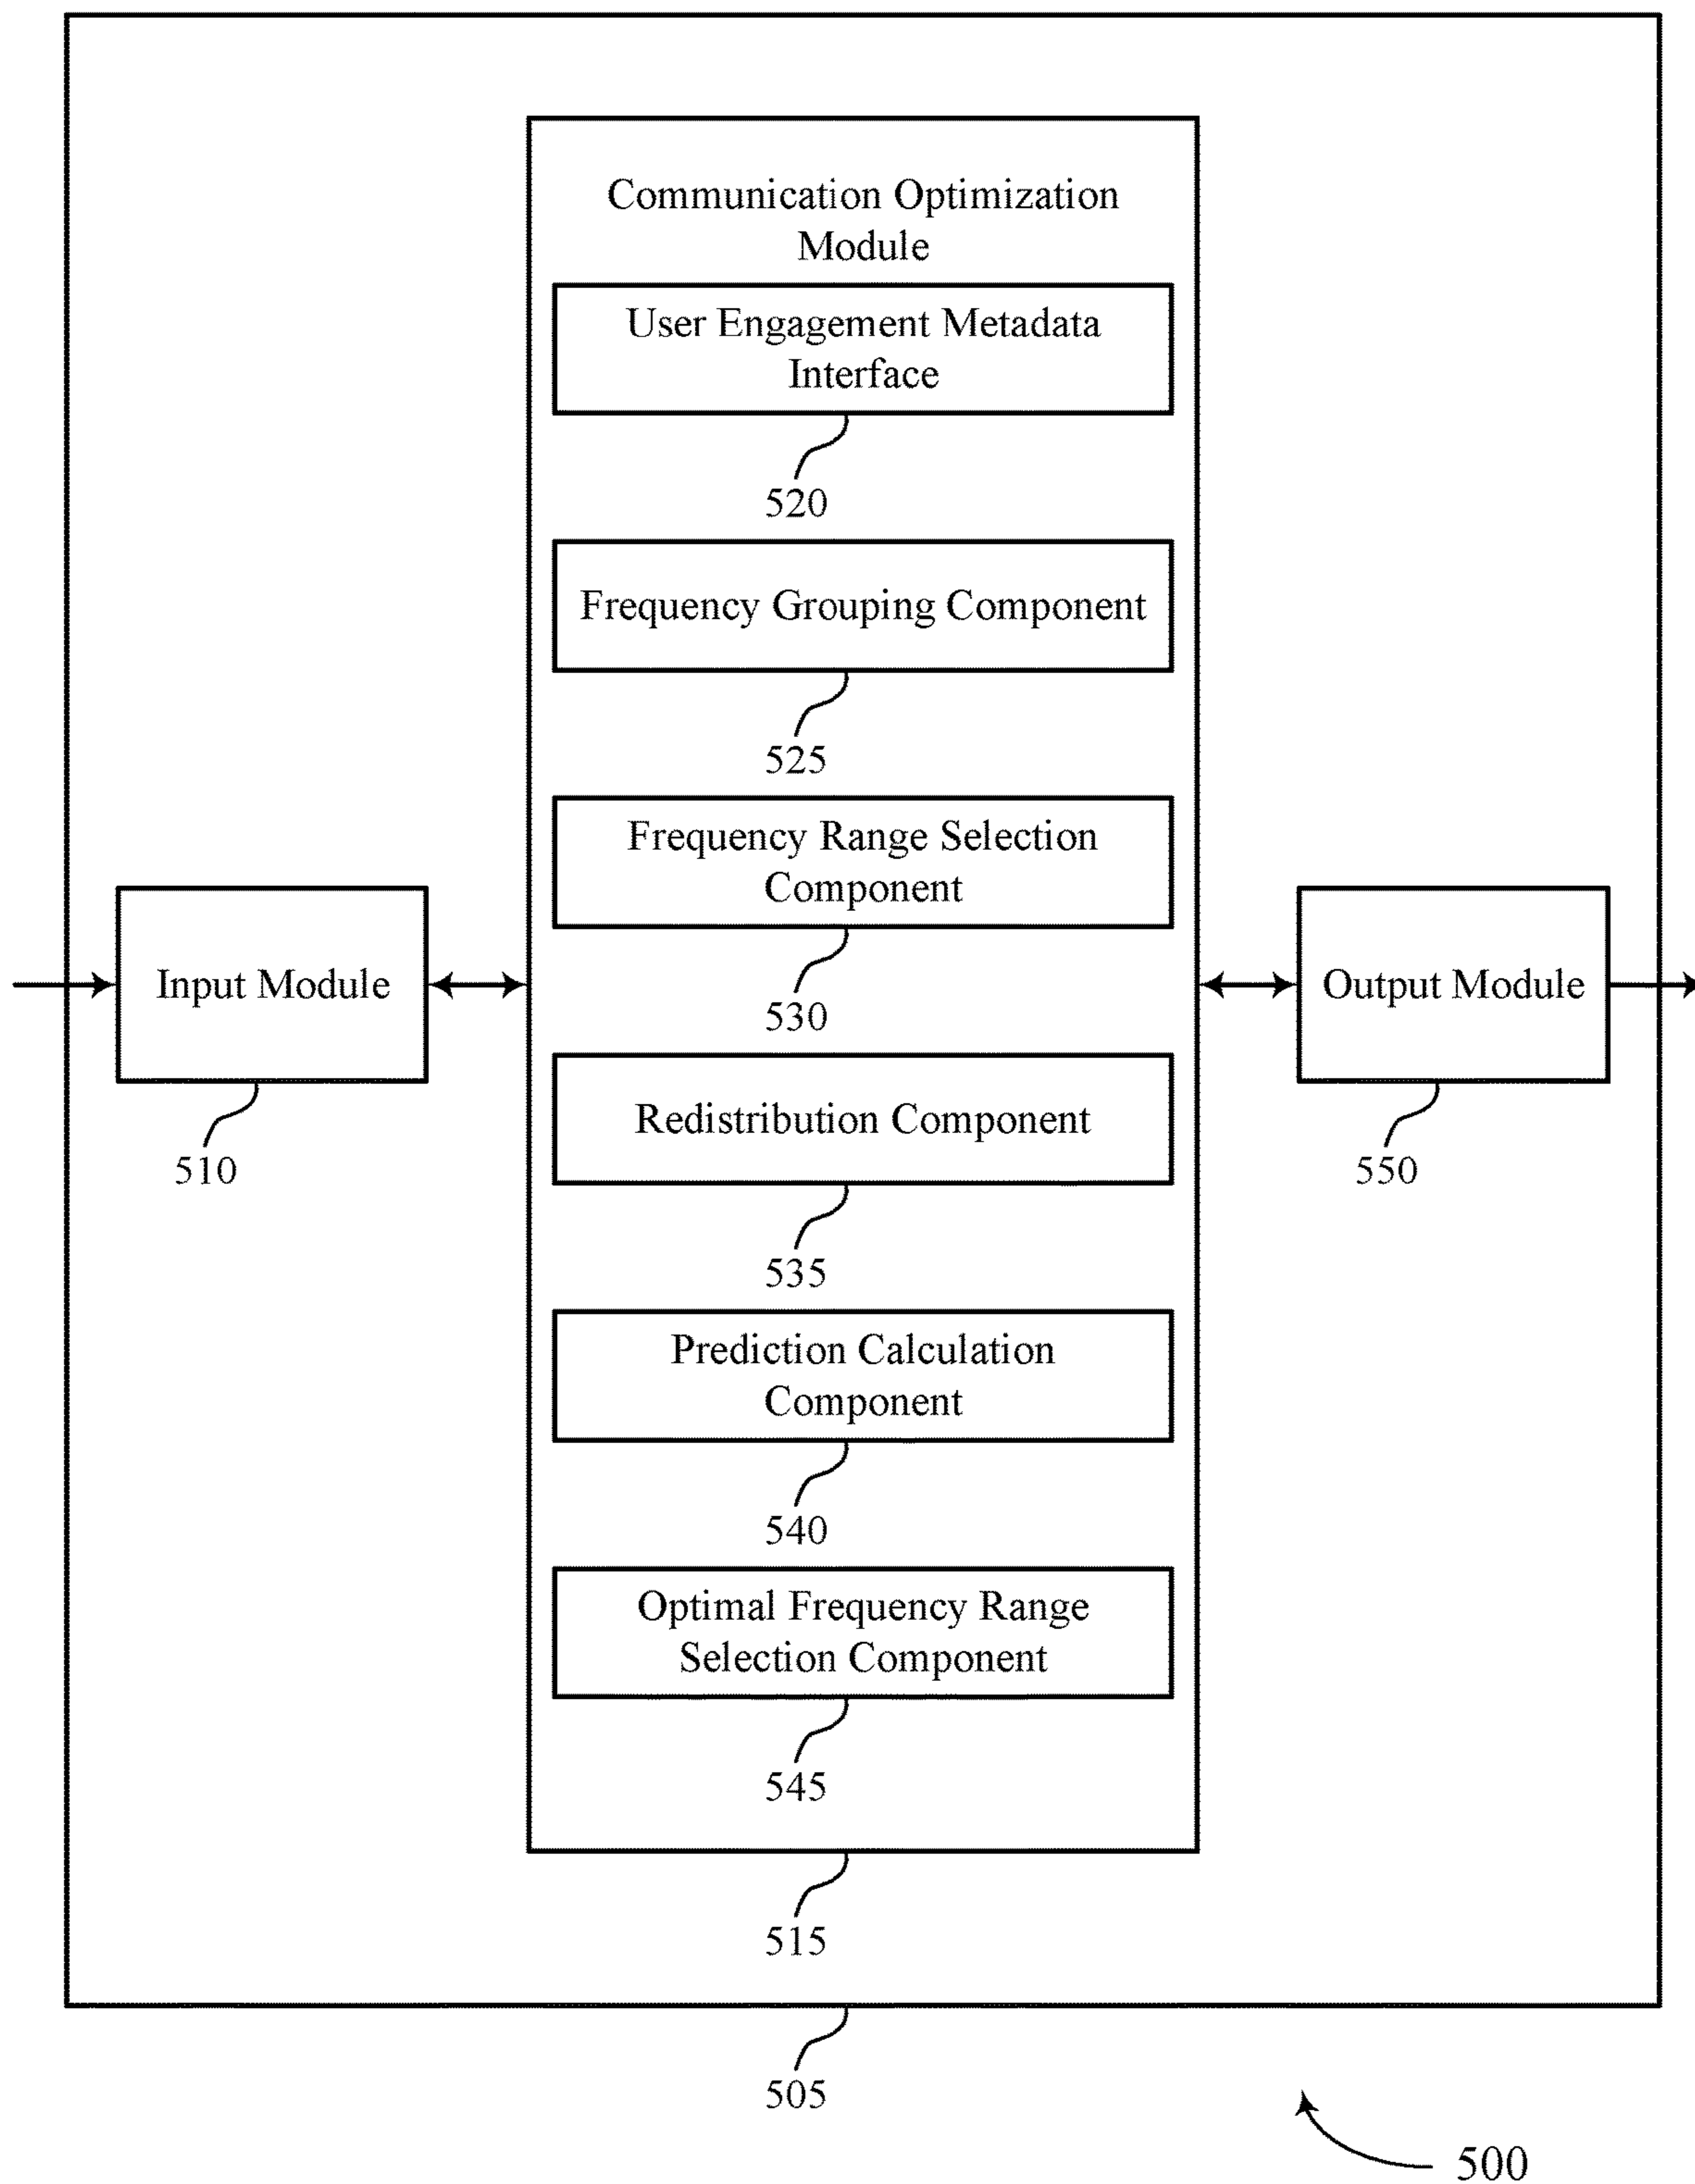 Communication Optimization
Module
User Engagement Metadata
Interface
520
Frequency Grouping Component
525
Frequency Range Selection
Component
530
Input Module
510
Output Module
550
Redistribution Component
535
Prediction Calculation
Component
540
Optimal Frequency Range
Selection Component
545
515
505
500